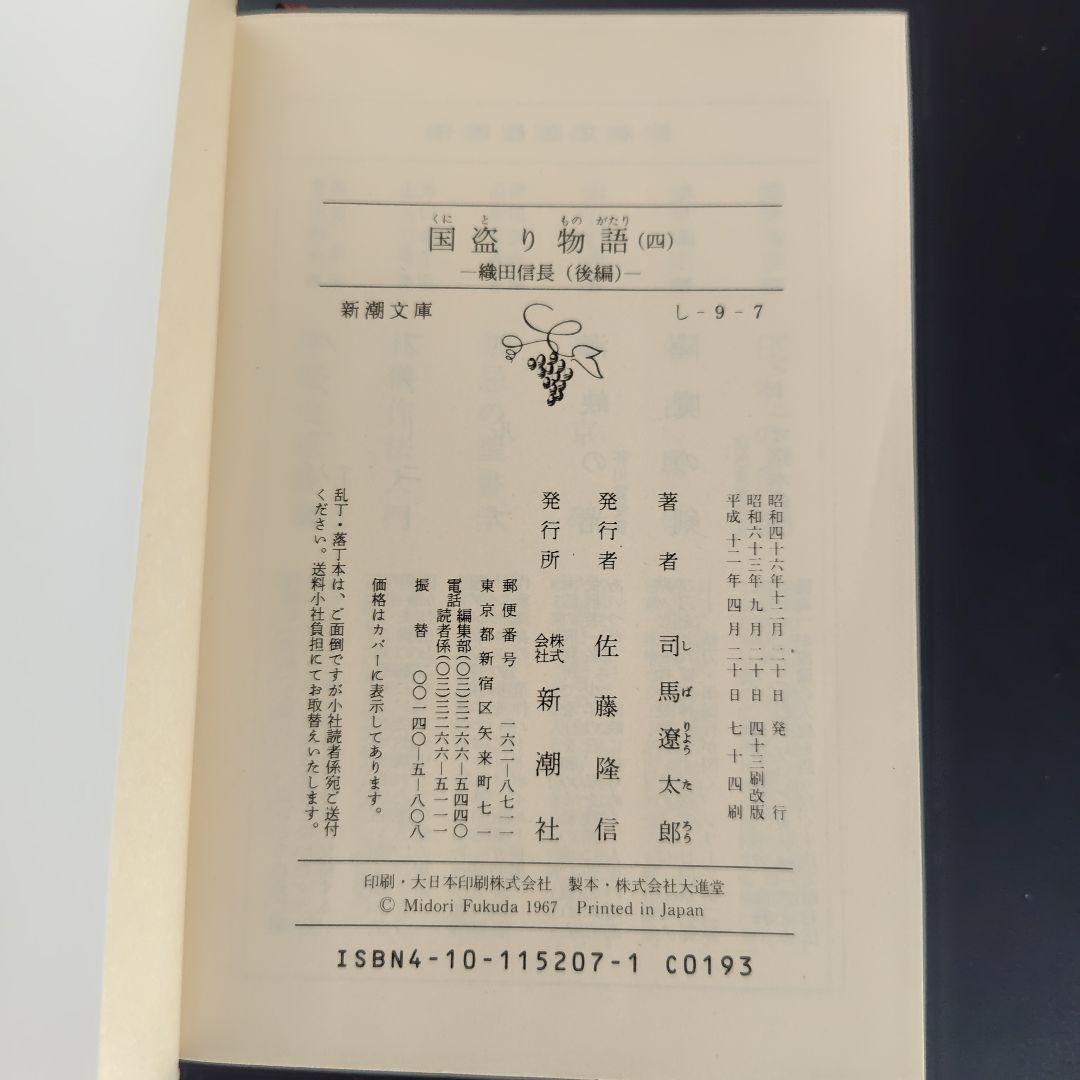 国盗り物語(四)
くに と もの がたり
―織田信長（後編）―
新潮文庫 し-9-7
昭和四十六年十二月二十日 発行
昭和六十三年九月二十日 四十三刷改版
平成十二年四月二十日 七十四刷
著者 司馬遼太郎
し ば りょう た ろう
発行者 佐藤隆信
発行所 株式会社 新潮社
郵便番号 一六二―八七一一
東京都新宿区矢来町七一
電話 編集部(〇三)三二六六―五四四〇
読者係(〇三)三二六六―五一一一
振替 〇〇一四〇―五―八〇八
価格はカバーに表示してあります。
乱丁・落丁本は、ご面倒ですが小社読者係宛ご送付
ください。送料小社負担にてお取替えいたします。
印刷・大日本印刷株式会社 製本・株式会社大進堂
© Midori Fukuda 1967 Printed in Japan
ISBN4-10-115207-1 C0193